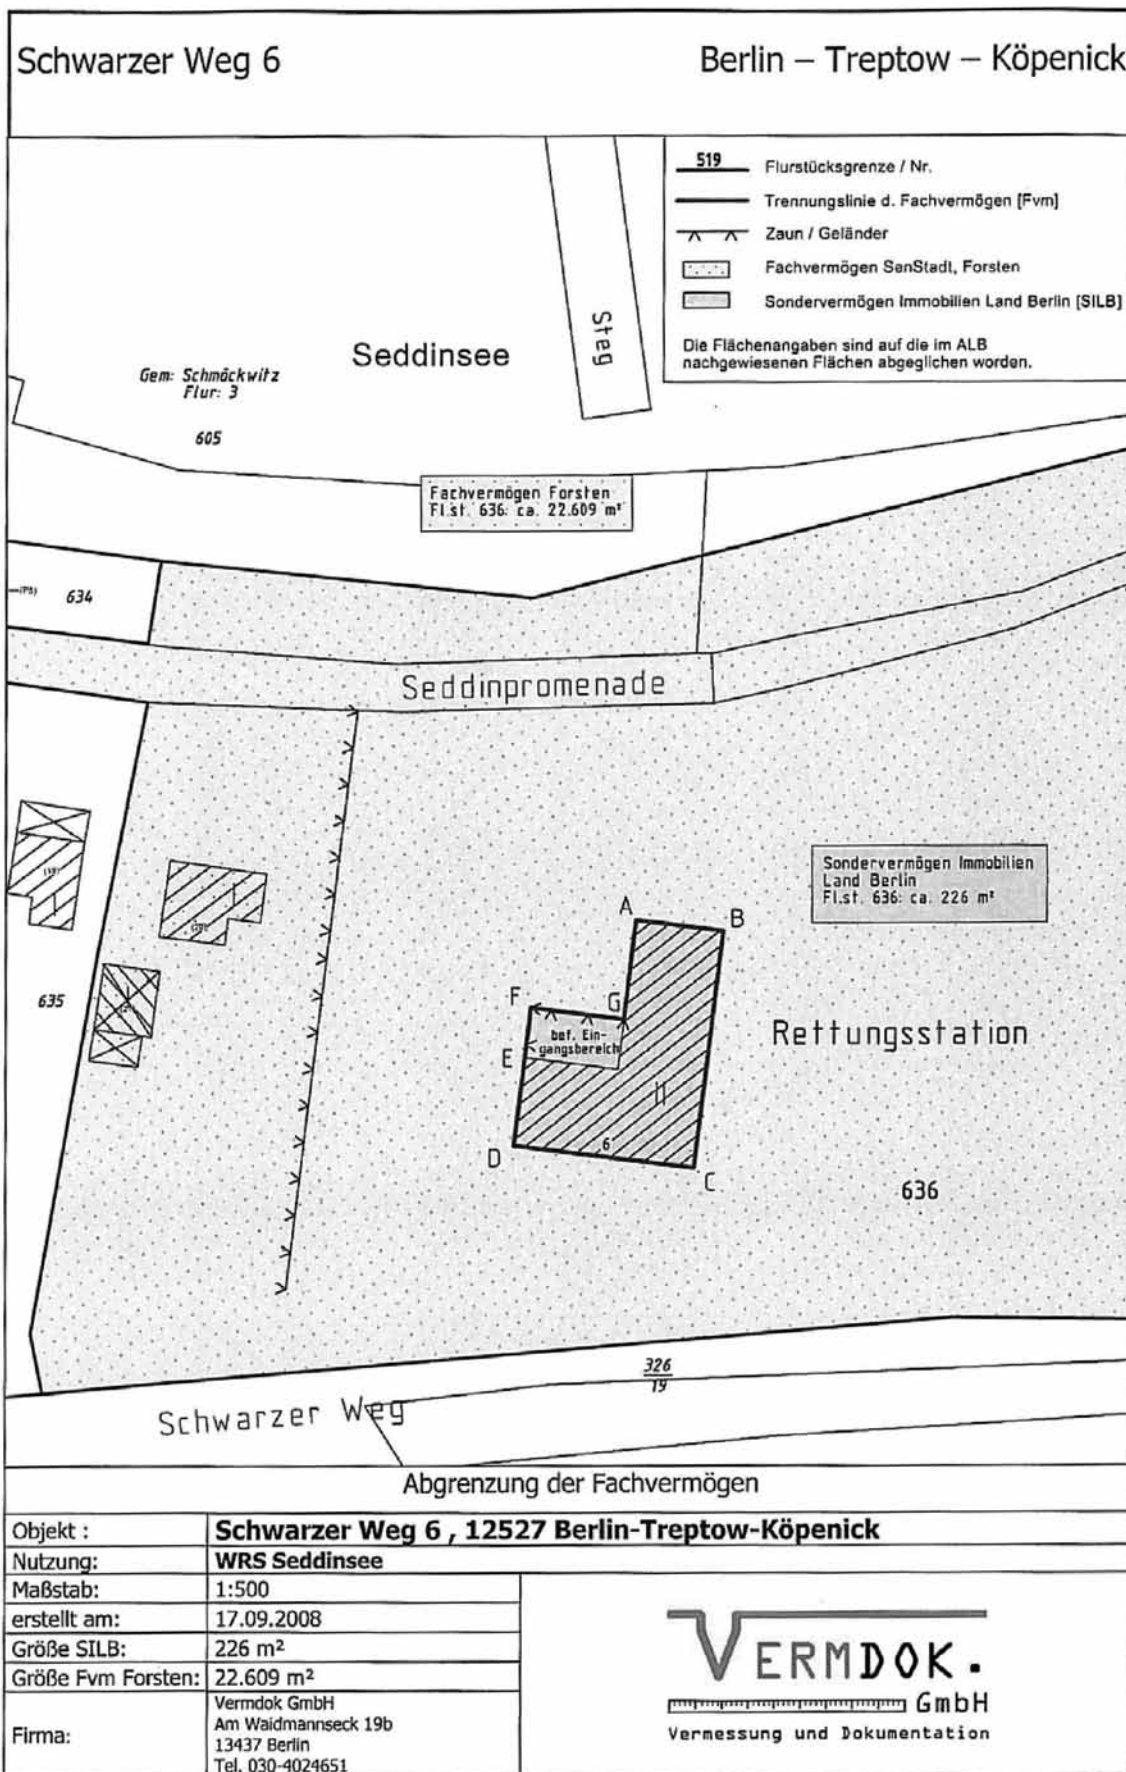 Schwarzer Weg 6
Berlin – Treptow – Köpenick
519 Flurstücksgrenze / Nr.
Trennungslinie d. Fachvermögen [Fvm]
Zaun / Geländer
Fachvermögen SenStadt, Forsten
Sondervermögen Immobilien Land Berlin [SILB]
Die Flächenangaben sind auf die im ALB
nachgewiesenen Flächen abgeglichen worden.
Steg
Seddinsee
Gem: Schmöckwitz
Flur: 3
605
Fachvermögen Forsten
Fl.st. 636: ca. 22.609 m²
634
Seddinpromenade
Sondervermögen Immobilien
Land Berlin
Fl.st. 636: ca. 226 m²
A
B
F
G
bef. Ein-
gangsbereich
E
635
Rettungsstation
II
6
D
C
636
326
19
Schwarzer Weg
Abgrenzung der Fachvermögen
Objekt : Schwarzer Weg 6 , 12527 Berlin-Treptow-Köpenick
Nutzung: WRS Seddinsee
Maßstab: 1:500
erstellt am: 17.09.2008
Größe SILB: 226 m²
Größe Fvm Forsten: 22.609 m²
Firma:
Vermdok GmbH
Am Waidmannseck 19b
13437 Berlin
Tel. 030-4024651
VERMDOK.
GmbH
Vermessung und Dokumentation